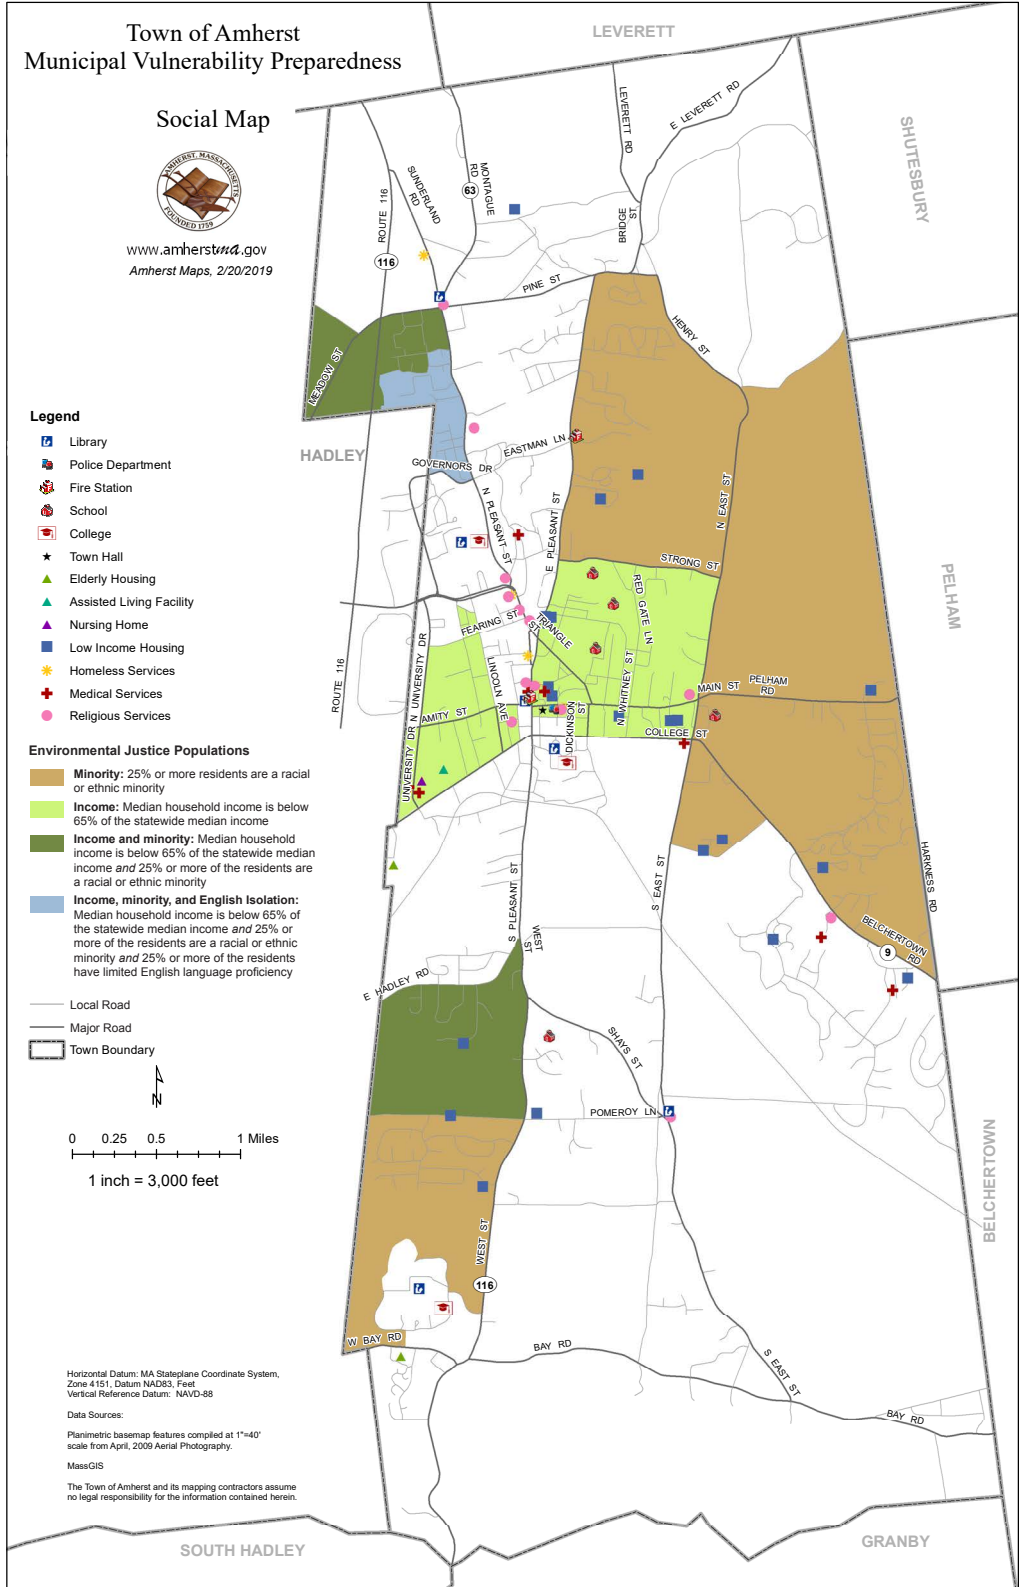 Town of Amherst
Municipal Vulnerability Preparedness
Social Map
AMHERST, MASSACHUSETTS
FOUNDED 1759
www.amherstma.gov
Amherst Maps, 2/20/2019
Legend
Library
Police Department
Fire Station
School
College
Town Hall
Elderly Housing
Assisted Living Facility
Nursing Home
Low Income Housing
Homeless Services
Medical Services
Religious Services
Environmental Justice Populations
Minority: 25% or more residents are a racial
or ethnic minority
Income: Median household income is below
65% of the statewide median income
Income and minority: Median household
income is below 65% of the statewide median
income and 25% or more of the residents are
a racial or ethnic minority
Income, minority, and English Isolation:
Median household income is below 65% of
the statewide median income and 25% or
more of the residents are a racial or ethnic
minority and 25% or more of the residents
have limited English language proficiency
Local Road
Major Road
Town Boundary
N
0 0.25 0.5 1 Miles
1 inch = 3,000 feet
Horizontal Datum: MA Stateplane Coordinate System,
Zone 4151, Datum NAD83, Feet
Vertical Reference Datum: NAVD-88
Data Sources:
Planimetric basemap features compiled at 1"=40'
scale from April, 2009 Aerial Photography.
MassGIS
The Town of Amherst and its mapping contractors assume
no legal responsibility for the information contained herein.
LEVERETT
SHUTESBURY
PELHAM
HADLEY
BELCHERTOWN
SOUTH HADLEY
GRANBY
LEVERETT RD
E LEVERETT RD
MONTAGUE
RD
63
SUNDERLAND
RD
ROUTE 116
116
BRIDGE
ST
PINE ST
HENRY ST
MEADOW ST
EASTMAN LN
GOVERNORS DR
N PLEASANT ST
E PLEASANT ST
N EAST ST
STRONG ST
RED GATE LN
FEARING ST
TRIANGLE
ST
N WHITNEY ST
LINCOLN AVE
N UNIVERSITY DR
UNIVERSITY DR
ROUTE 116
AMITY ST
DICKINSON
ST
MAIN ST
PELHAM
RD
COLLEGE ST
S PLEASANT ST
S EAST ST
HARKNESS RD
BELCHERTOWN
RD
9
WEST
ST
E HADLEY RD
SHAYS ST
POMEROY LN
WEST ST
116
W BAY RD
BAY RD
S EAST ST
BAY RD